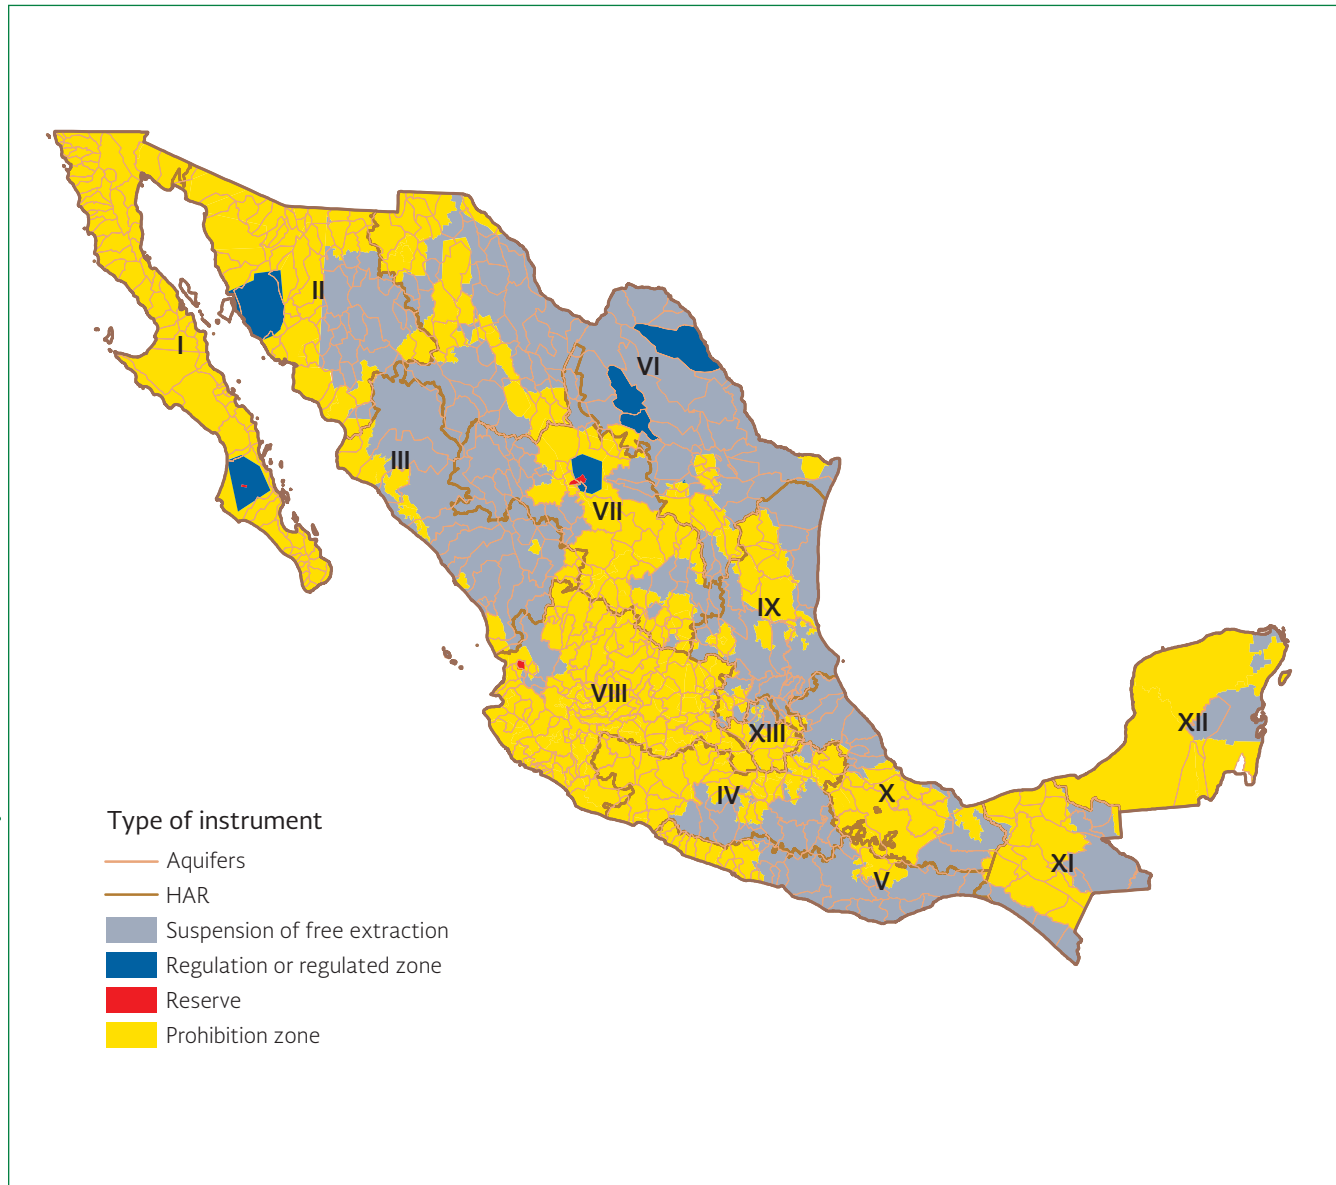 II
I
VI
III
VII
IX
VIII
XII
XIII
IV
X
XI
V
Type of instrument
Aquifers
HAR
Suspension of free extraction
Regulation or regulated zone
Reserve
Prohibition zone